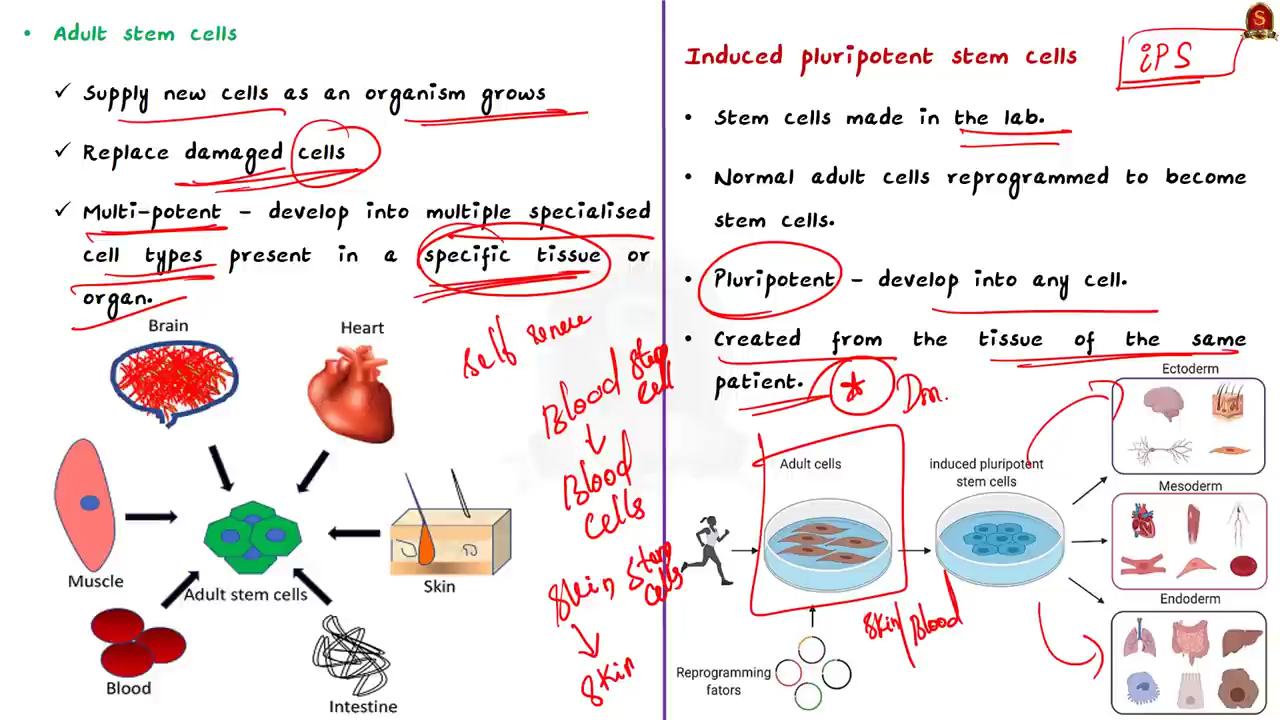 Adult stem cells
Supply new cells as an organism grows
Replace damaged cells
Multi-potent – develop into multiple specialised
cell types present in a specific tissue or
organ.
Brain
Heart
Muscle
Adult stem cells
Skin
Blood
Intestine
Self renew
Blood stem
cell
Blood
cells
Skin stem
cells
Skin
S
Induced pluripotent stem cells
iPS
Stem cells made in the lab.
Normal adult cells reprogrammed to become
stem cells.
Pluripotent – develop into any cell.
Created from the tissue of the same
patient.
Adult cells
induced pluripotent
stem cells
Skin/Blood
Reprogramming
fators
Ectoderm
Mesoderm
Endoderm